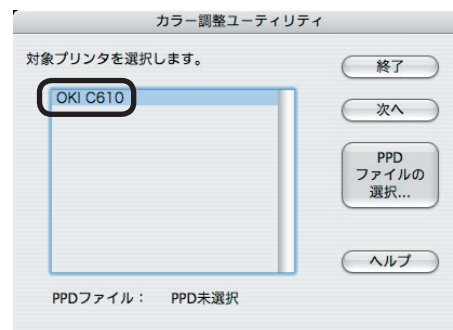 カラー調整ユーティリティ
対象プリンタを選択します。
OKI C610
終了
次へ
PPD
ファイルの
選択...
ヘルプ
PPDファイル： PPD未選択